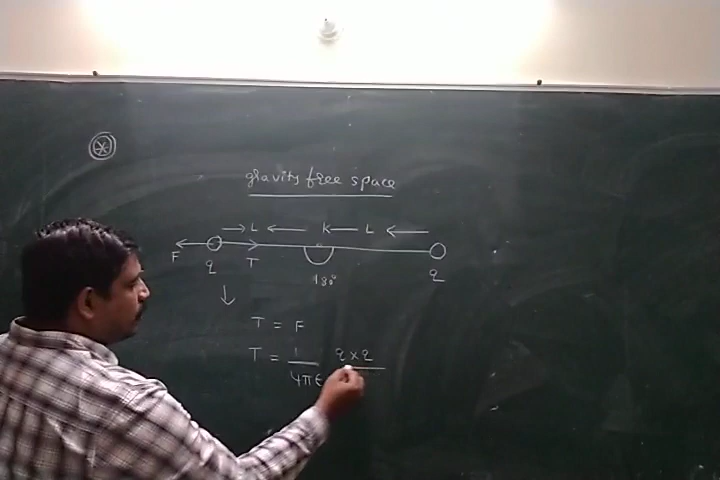 gravity free space
L K L
F q T 180° q
T = F
T = 1/4πε q×q